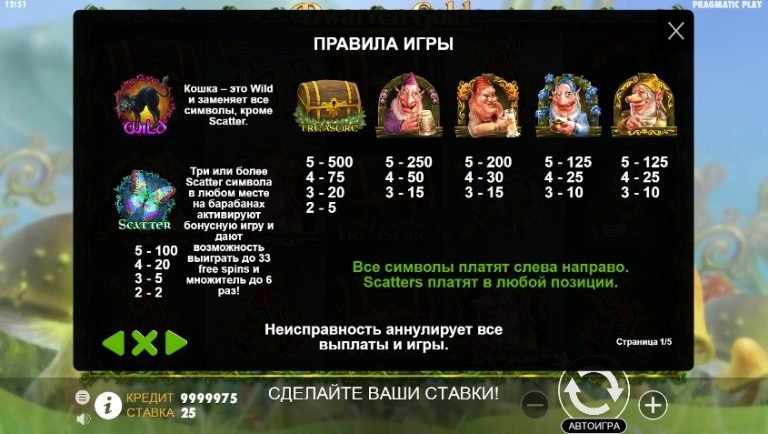 12:51
Dwarven Gold
PRAGMATIC PLAY
ПРАВИЛА ИГРЫ
WILD
Кошка – это Wild
и заменяет все
символы, кроме
Scatter.
TREASURE
5 - 500
4 - 75
3 - 20
2 - 5
5 - 250
4 - 50
3 - 15
5 - 200
4 - 30
3 - 15
5 - 125
4 - 25
3 - 10
5 - 125
4 - 25
3 - 10
SCATTER
5 - 100
4 - 20
3 - 5
2 - 2
Три или более
Scatter символа
в любом месте
на барабанах
активируют
бонусную игру и
дают
возможность
выиграть до 33
free spins и
множитель до 6
раз!
Все символы платят слева направо.
Scatters платят в любой позиции.
Неисправность аннулирует все
выплаты и игры.
Страница 1/5
КРЕДИТ 9999975
СТАВКА 25
СДЕЛАЙТЕ ВАШИ СТАВКИ!
АВТОИГРА